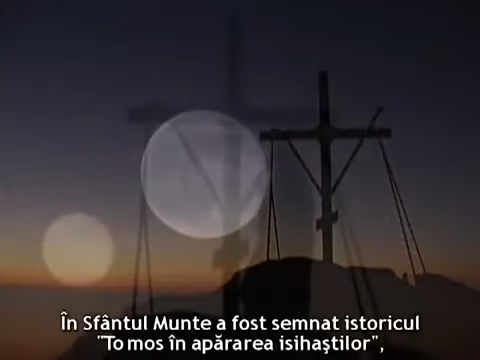 În Sfântul Munte a fost semnat istoricul
"Tomos în apărarea isihaştilor",